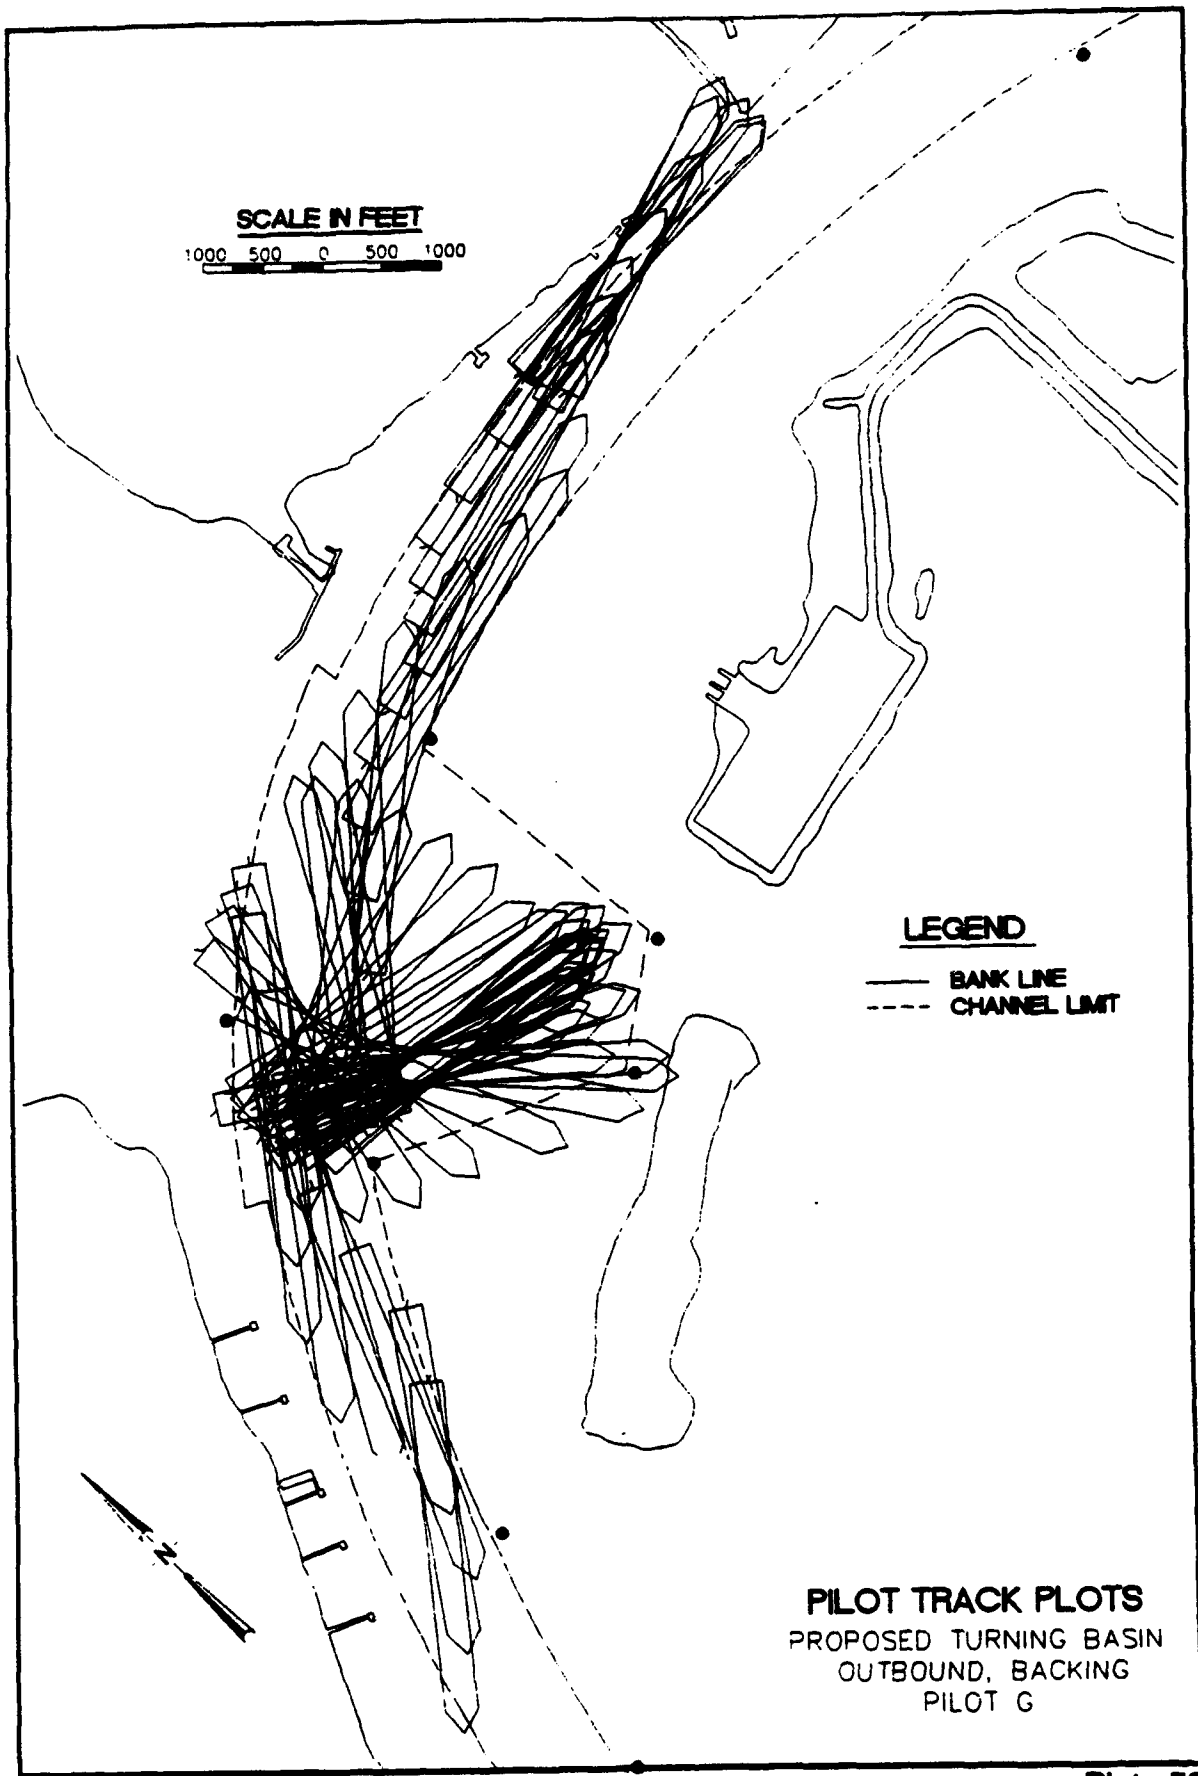 SCALE IN FEET
1000 500 0 500 1000
LEGEND
BANK LINE
CHANNEL LIMIT
N
PILOT TRACK PLOTS
PROPOSED TURNING BASIN
OUTBOUND, BACKING
PILOT G